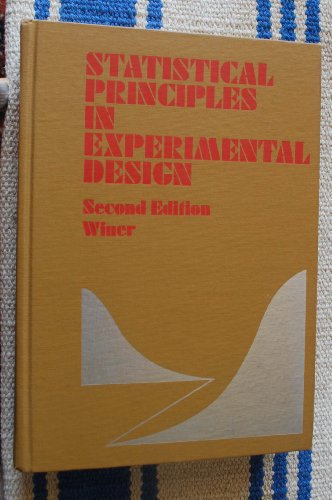 STATISTICAL
PRINCIPLES
IN
EXPERIMENTAL
DESIGN
Second Edition
Winer